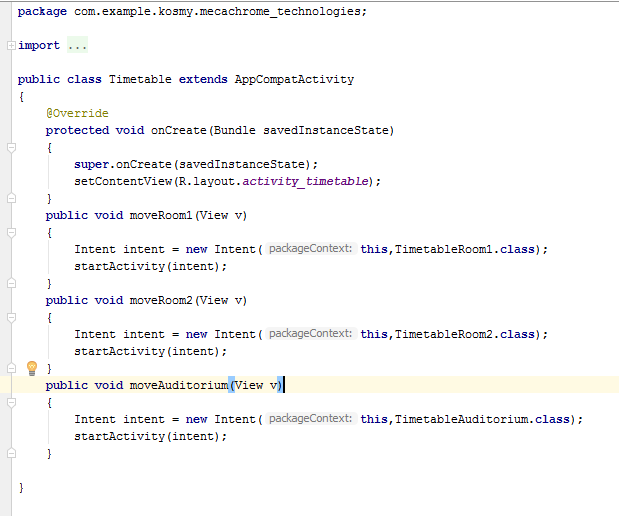 package com.example.kosmy.mecachrome_technologies;
import ...
public class Timetable extends AppCompatActivity
{
@Override
protected void onCreate(Bundle savedInstanceState)
{
super.onCreate(savedInstanceState);
setContentView(R.layout.activity_timetable);
}
public void moveRoom1(View v)
{
Intent intent = new Intent( packageContext: this,TimetableRoom1.class);
startActivity(intent);
}
public void moveRoom2(View v)
{
Intent intent = new Intent( packageContext: this,TimetableRoom2.class);
startActivity(intent);
}
public void moveAuditorium(View v)
{
Intent intent = new Intent( packageContext: this,TimetableAuditorium.class);
startActivity(intent);
}
}